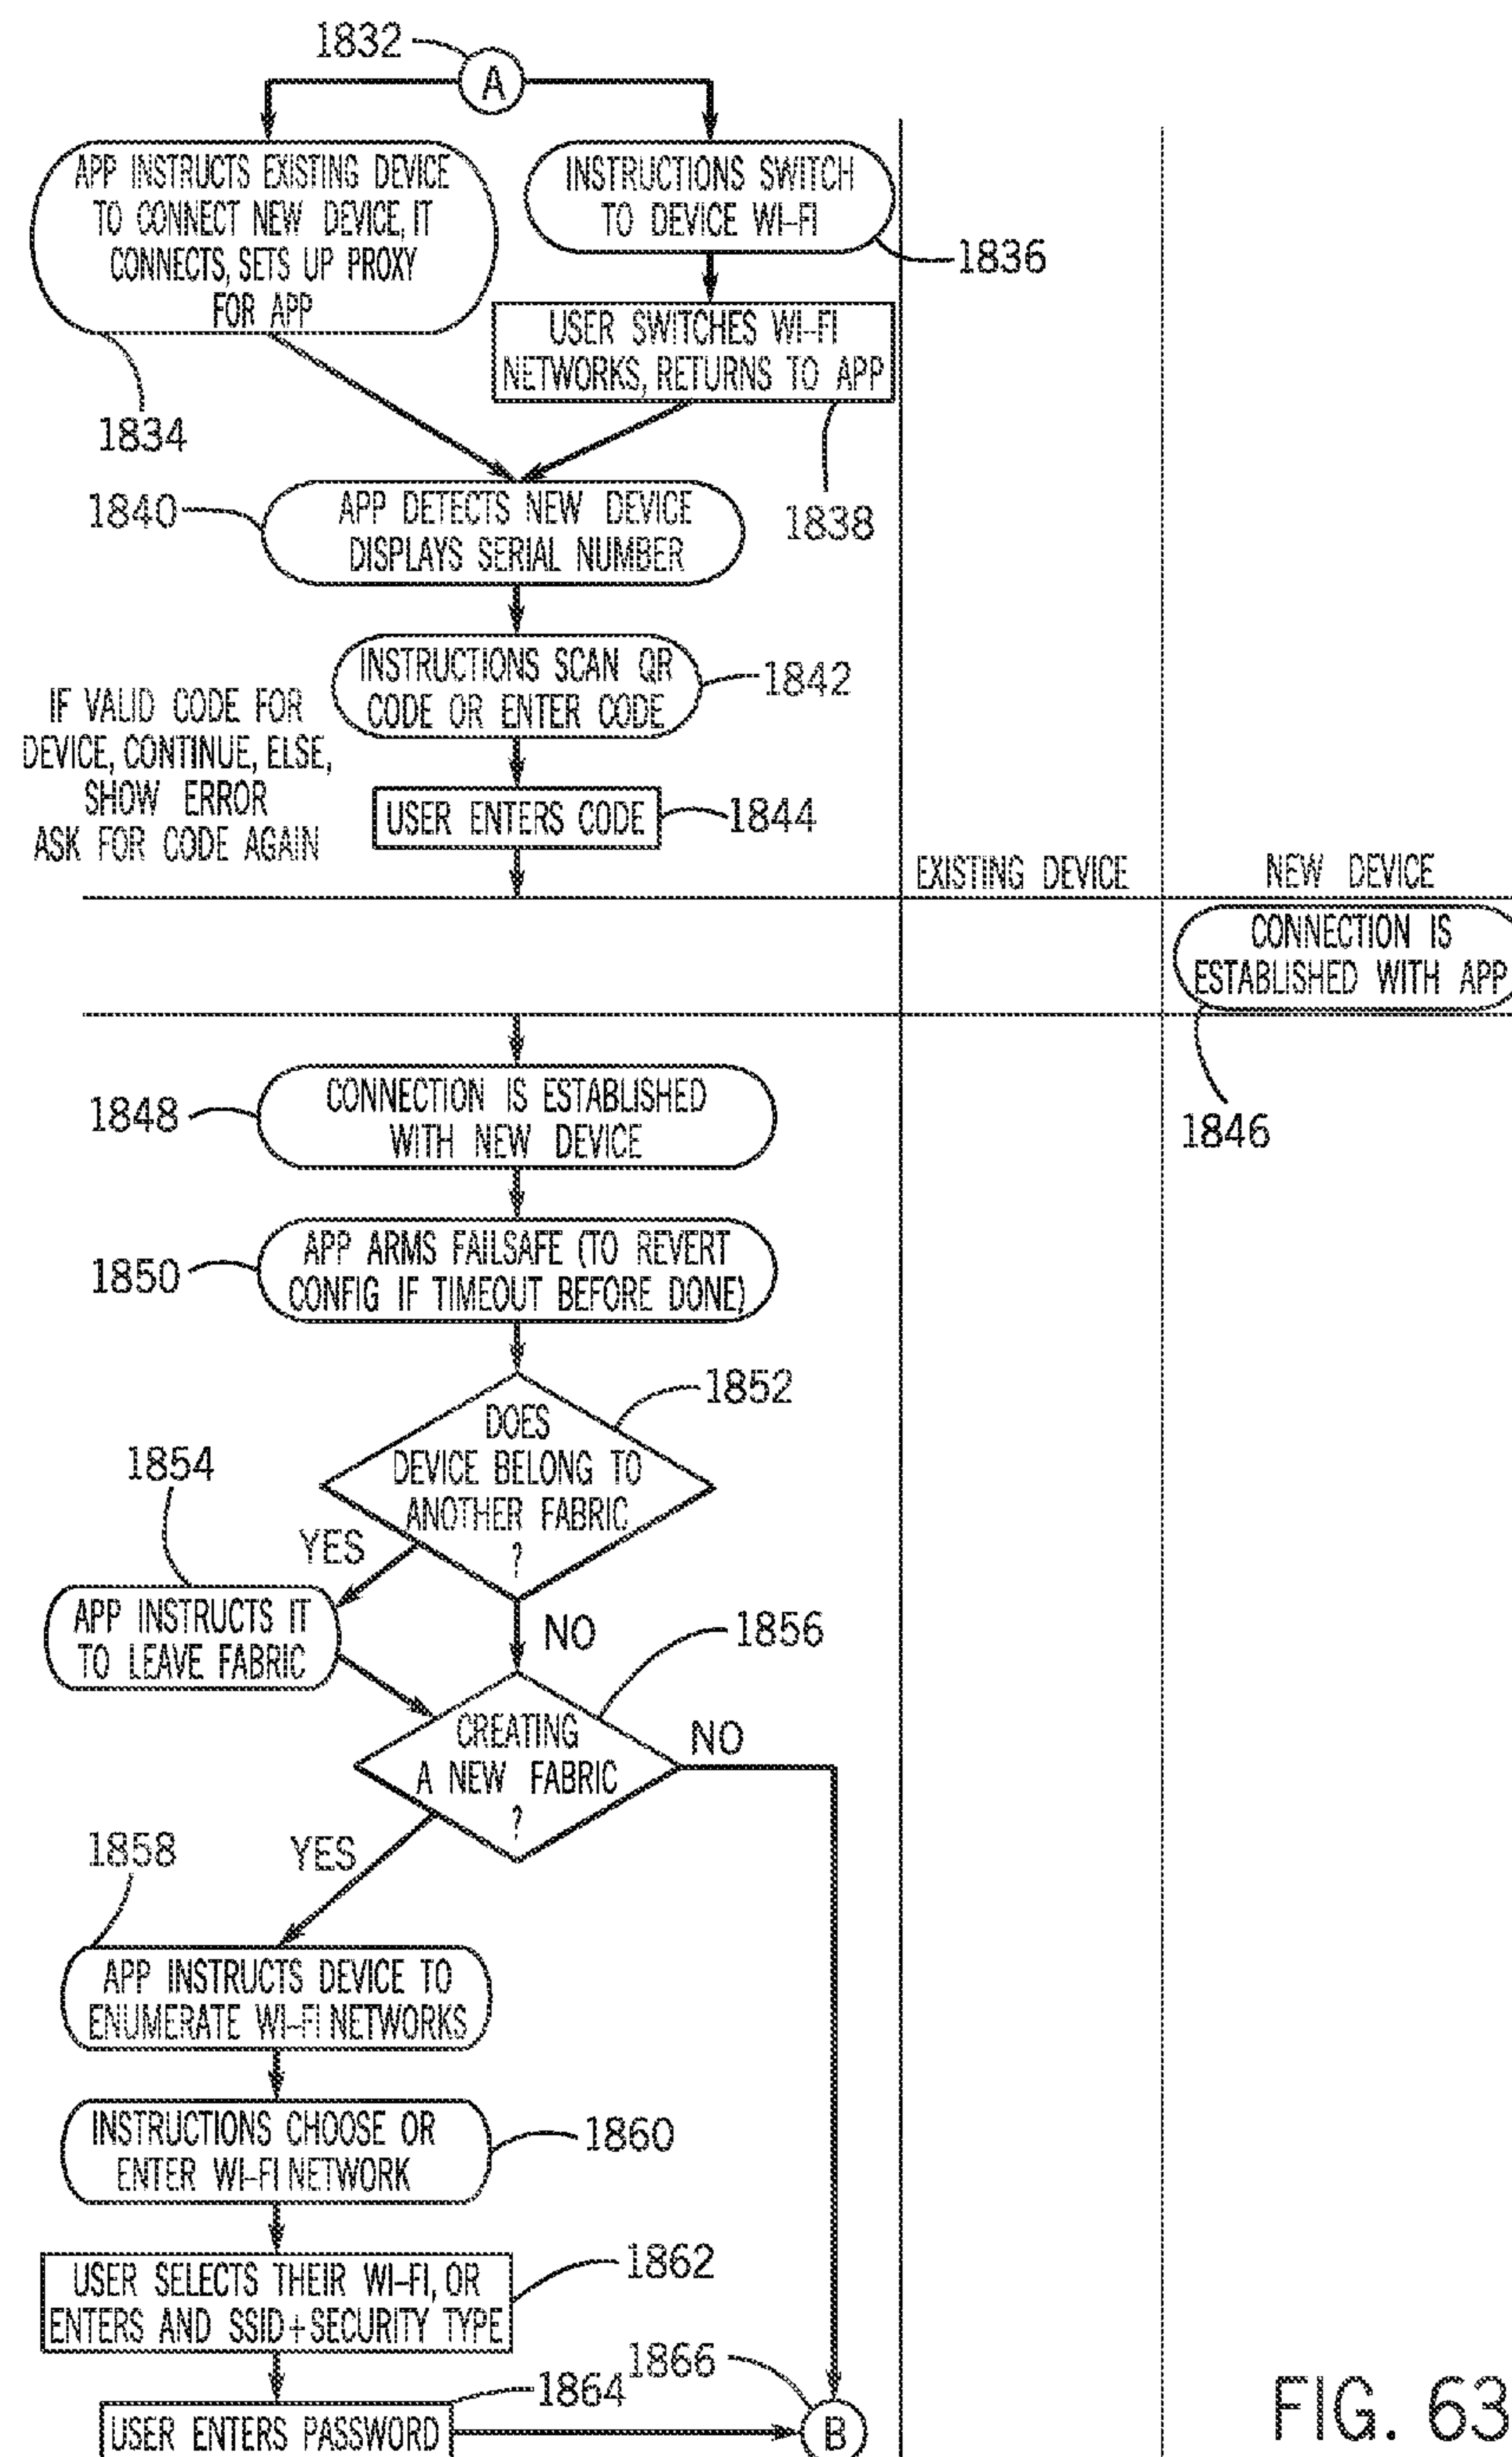 1832
A
APP INSTRUCTS EXISTING DEVICE
TO CONNECT NEW DEVICE, IT
CONNECTS, SETS UP PROXY
FOR APP
1834
INSTRUCTIONS SWITCH
TO DEVICE WI-FI
1836
USER SWITCHES WI-FI
NETWORKS, RETURNS TO APP
1838
1840
APP DETECTS NEW DEVICE
DISPLAYS SERIAL NUMBER
INSTRUCTIONS SCAN QR
CODE OR ENTER CODE
1842
IF VALID CODE FOR
DEVICE, CONTINUE, ELSE,
SHOW ERROR
ASK FOR CODE AGAIN
USER ENTERS CODE
1844
EXISTING DEVICE
NEW DEVICE
CONNECTION IS
ESTABLISHED WITH APP
1846
1848
CONNECTION IS ESTABLISHED
WITH NEW DEVICE
1850
APP ARMS FAILSAFE (TO REVERT
CONFIG IF TIMEOUT BEFORE DONE)
1852
DOES
DEVICE BELONG TO
ANOTHER FABRIC
?
1854
YES
APP INSTRUCTS IT
TO LEAVE FABRIC
NO
1856
CREATING
A NEW FABRIC
?
NO
1858
YES
APP INSTRUCTS DEVICE TO
ENUMERATE WI-FI NETWORKS
INSTRUCTIONS CHOOSE OR
ENTER WI-FI NETWORK
1860
USER SELECTS THEIR WI-FI, OR
ENTERS AND SSID+SECURITY TYPE
1862
USER ENTERS PASSWORD
1864
1866
B
FIG. 63